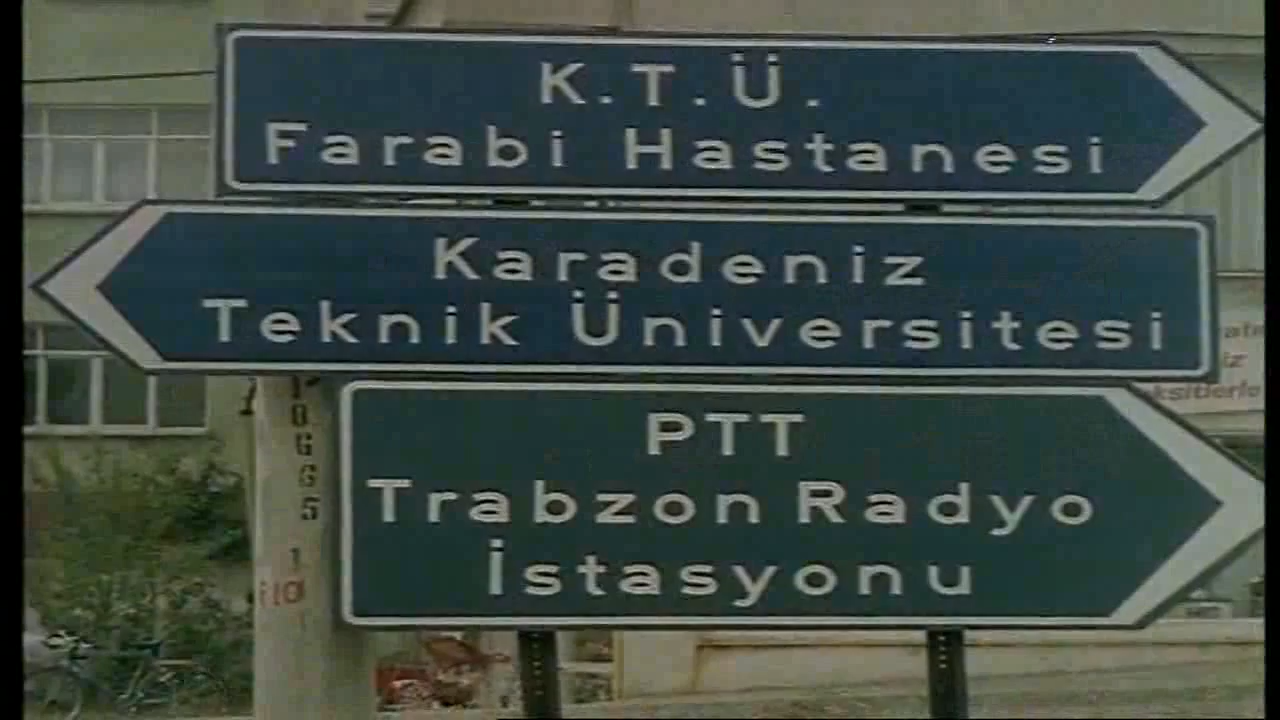 K.T.Ü.
Farabi Hastanesi
Karadeniz
Teknik Üniversitesi
PTT
Trabzon Radyo
İstasyonu